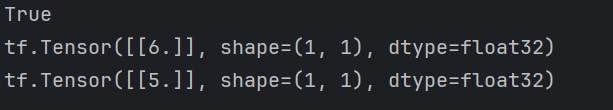 True
tf.Tensor([[6.]], shape=(1, 1), dtype=float32)
tf.Tensor([[5.]], shape=(1, 1), dtype=float32)